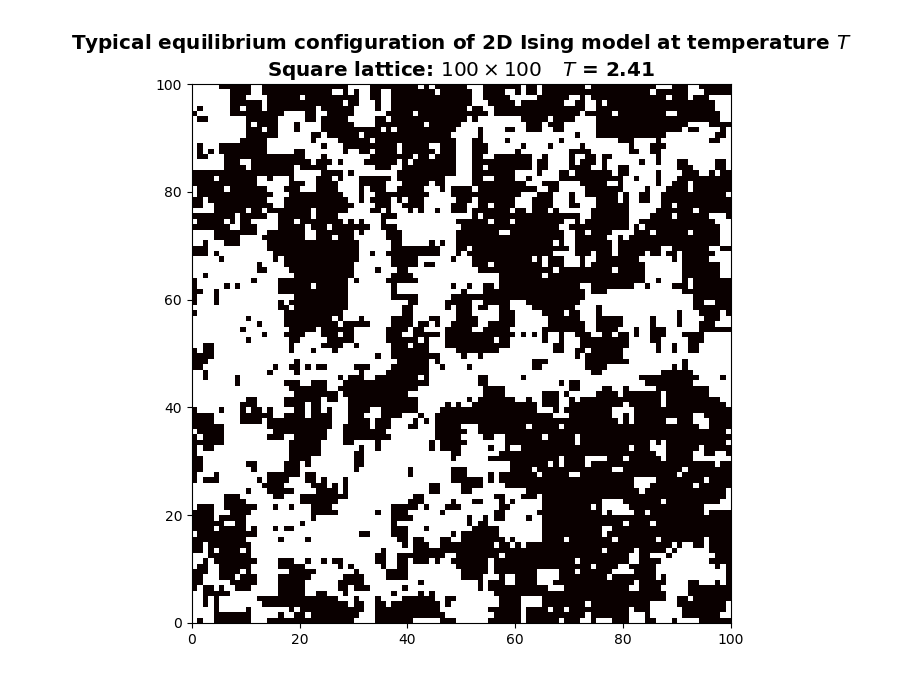 Typical equilibrium configuration of 2D Ising model at temperature T
Square lattice: 100 × 100 T = 2.41
100
80
60
40
20
0
0 20 40 60 80 100